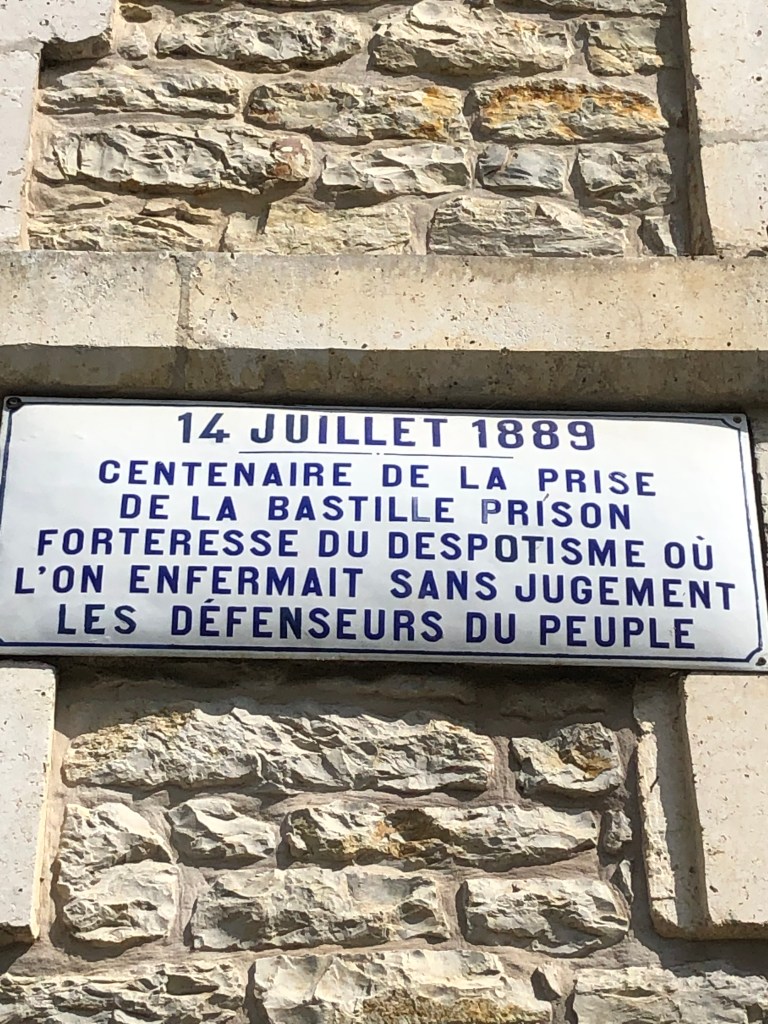 14 JUILLET 1889
CENTENAIRE DE LA PRISE
DE LA BASTILLE PRISON
FORTERESSE DU DESPOTISME OÙ
L'ON ENFERMAIT SANS JUGEMENT
LES DÉFENSEURS DU PEUPLE